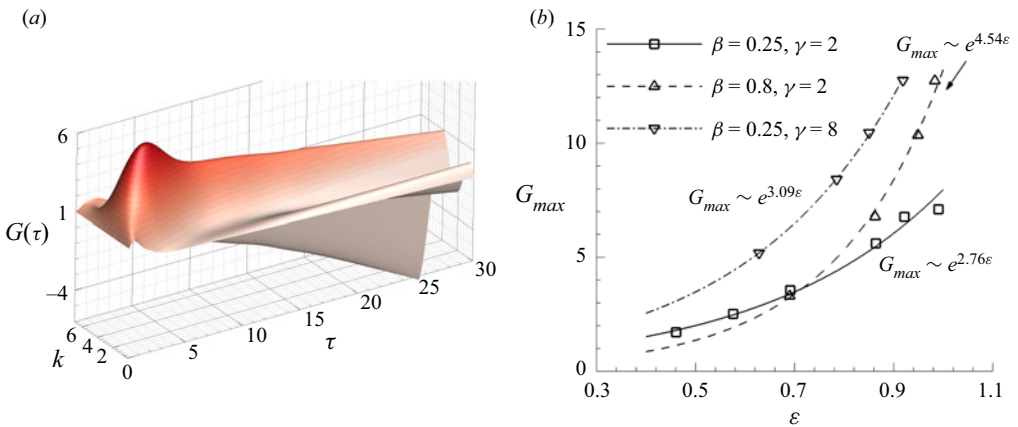 (a)
6
1
G(τ)
−4
6
4
2
0
k
5
10
15
20
25
30
τ
(b)
15
10
5
0
G_max
β = 0.25, γ = 2
β = 0.8, γ = 2
β = 0.25, γ = 8
G_max ~ e^{4.54ε}
G_max ~ e^{3.09ε}
G_max ~ e^{2.76ε}
0.3
0.5
0.7
0.9
1.1
ε